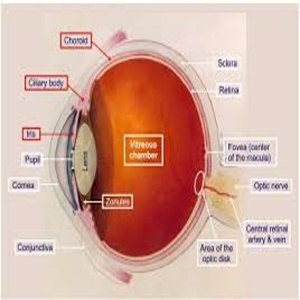 Choroid
Sclera
Ciliary body
Retina
Iris
Vitreous
chamber
Lens
Fovea (center
of the macula)
Pupil
Cornea
Optic nerve
Zonules
Central retinal
artery & vein
Conjunctiva
Area of the
optic disk